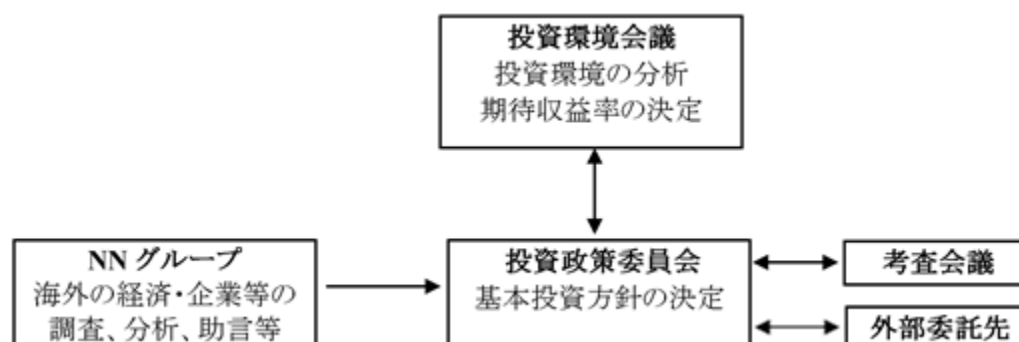 投資環境会議
投資環境の分析
期待収益率の決定
NN グループ
海外の経済・企業等の
調査、分析、助言等
投資政策委員会
基本投資方針の決定
考査会議
外部委託先